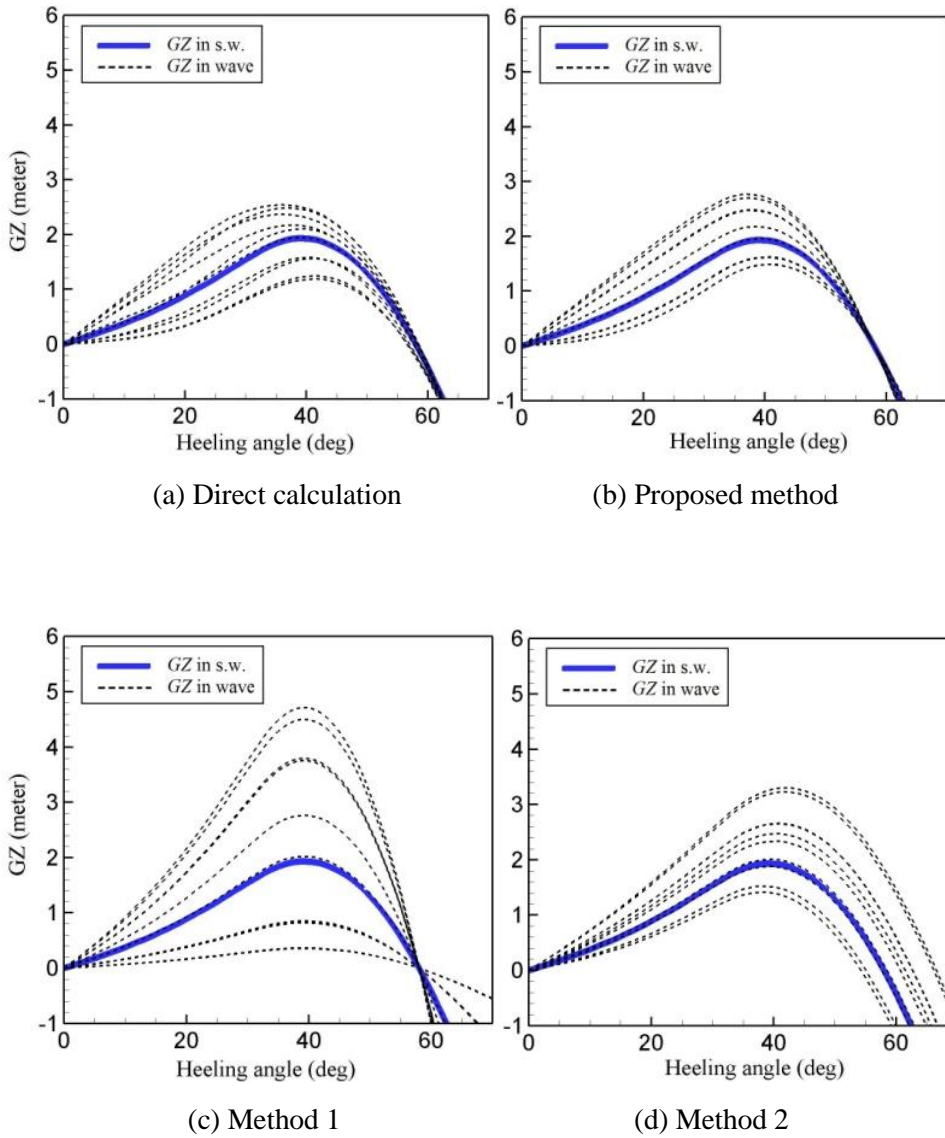 6
5
4
3
2
1
0
-1
GZ (meter)
GZ in s.w.
GZ in wave
0 20 40 60
Heeling angle (deg)
(a) Direct calculation
6
5
4
3
2
1
0
-1
GZ in s.w.
GZ in wave
0 20 40 60
Heeling angle (deg)
(b) Proposed method
6
5
4
3
2
1
0
-1
GZ (meter)
GZ in s.w.
GZ in wave
0 20 40 60
Heeling angle (deg)
(c) Method 1
6
5
4
3
2
1
0
-1
GZ in s.w.
GZ in wave
0 20 40 60
Heeling angle (deg)
(d) Method 2